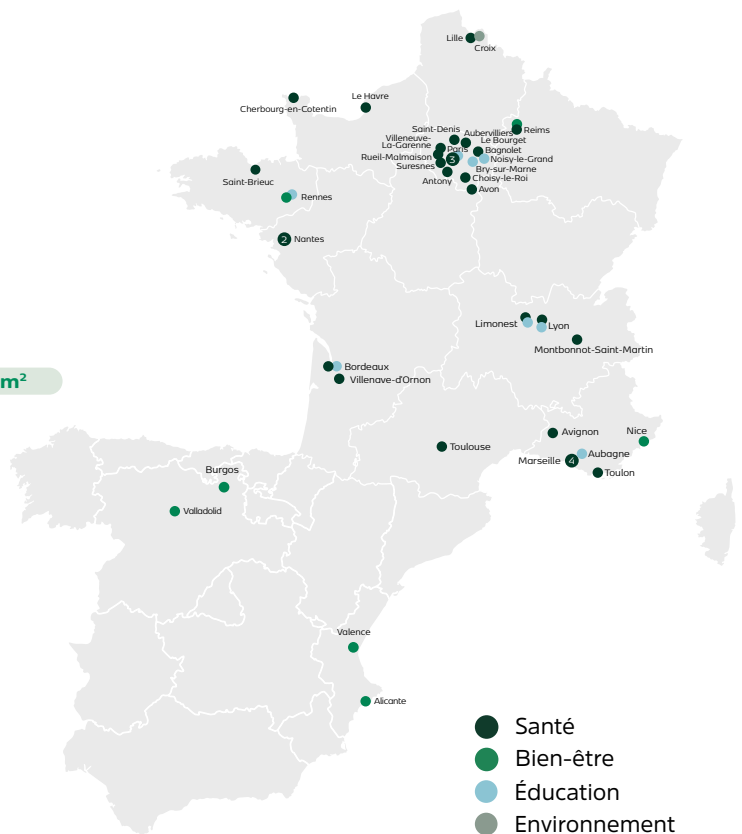 Lille
Croix
Le Havre
Cherbourg-en-Cotentin
Saint-Denis
Aubervilliers
Reims
Villeneuve-
La-Garenne
Le Bourget
Paris
Bagnolet
Rueil-Malmaison
3
Noisy-le-Grand
Suresnes
Bry-sur-Marne
Antony
Choisy-le-Roi
Avon
Saint-Brieuc
Rennes
2
Nantes
Limonest
Lyon
Montbonnot-Saint-Martin
Bordeaux
Villenave-d'Ornon
m²
Toulouse
Avignon
Nice
Marseille
4
Aubagne
Toulon
Burgos
Valladolid
Valence
Alicante
Santé
Bien-être
Éducation
Environnement